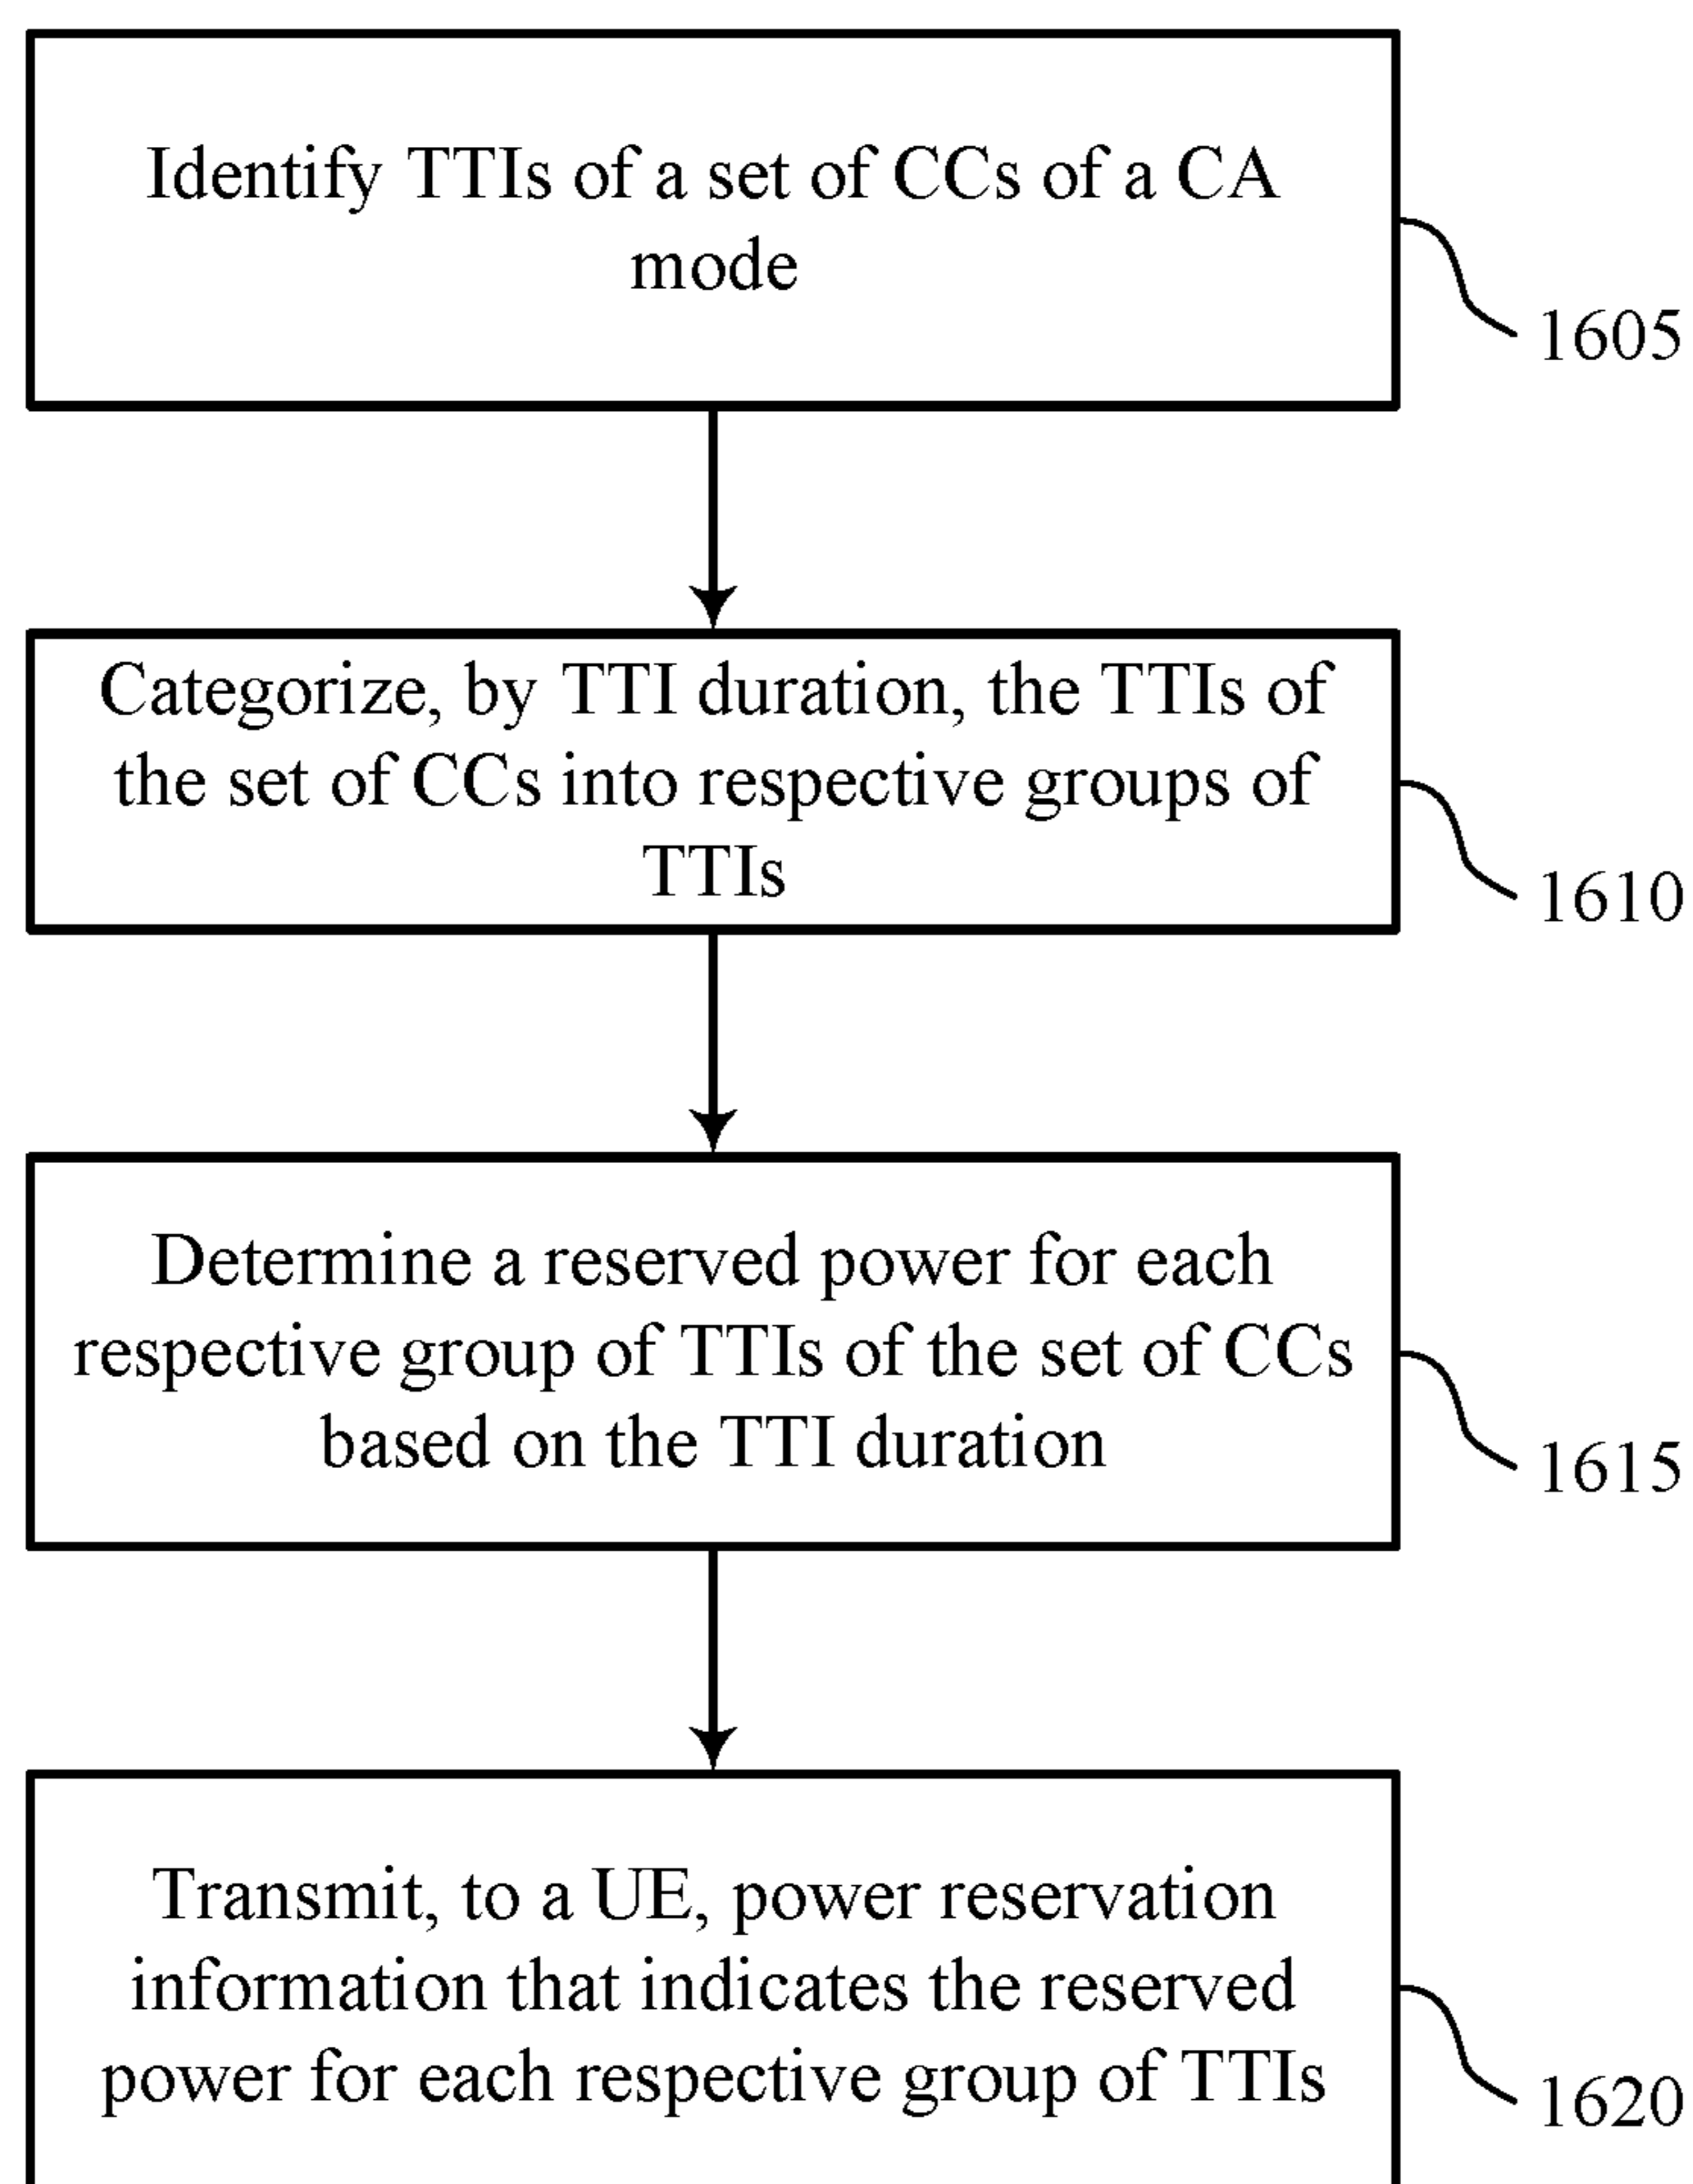 Identify TTIs of a set of CCs of a CA
mode
1605
Categorize, by TTI duration, the TTIs of
the set of CCs into respective groups of
TTIs
1610
Determine a reserved power for each
respective group of TTIs of the set of CCs
based on the TTI duration
1615
Transmit, to a UE, power reservation
information that indicates the reserved
power for each respective group of TTIs
1620